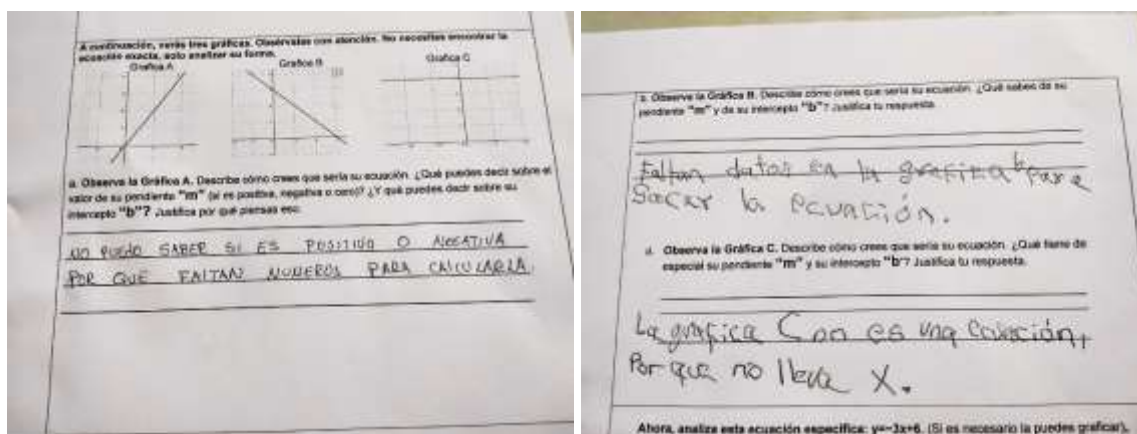 A continuación, verás tres gráficas. Obsérvalas con atención. No necesitas encontrar la
ecuación exacta, solo analizar su forma.
Grafica A
Grafica B
Grafica C
a. Observa la Gráfica A. Describe cómo crees que sería su ecuación. ¿Qué puedes decir sobre el
valor de su pendiente "m" (si es positiva, negativa o cero)? ¿Y qué puedes decir sobre su
intercepto "b"? Justifica por qué piensas eso.
NO PUEDO SABER SI ES POSITIVO O NEGATIVA
POR QUE FALTAN NUMEROS PARA CALCULARLA.
Observa la Gráfica B. Describe cómo crees que sería su ecuación. ¿Qué sabes de su
pendiente "m" y de su intercepto "b"? Justifica tu respuesta.
Faltan datos en la grafica b para
Sacar la ecuación.
Observa la Gráfica C. Describe cómo crees que sería su ecuación. ¿Qué tiene de
especial su pendiente "m" y su intercepto "b"? Justifica tu respuesta.
La gráfica C no es una ecuación,
Por que no lleva X.
Ahora, analiza esta ecuación específica: y=-3x+6. (Si es necesario la puedes graficar),